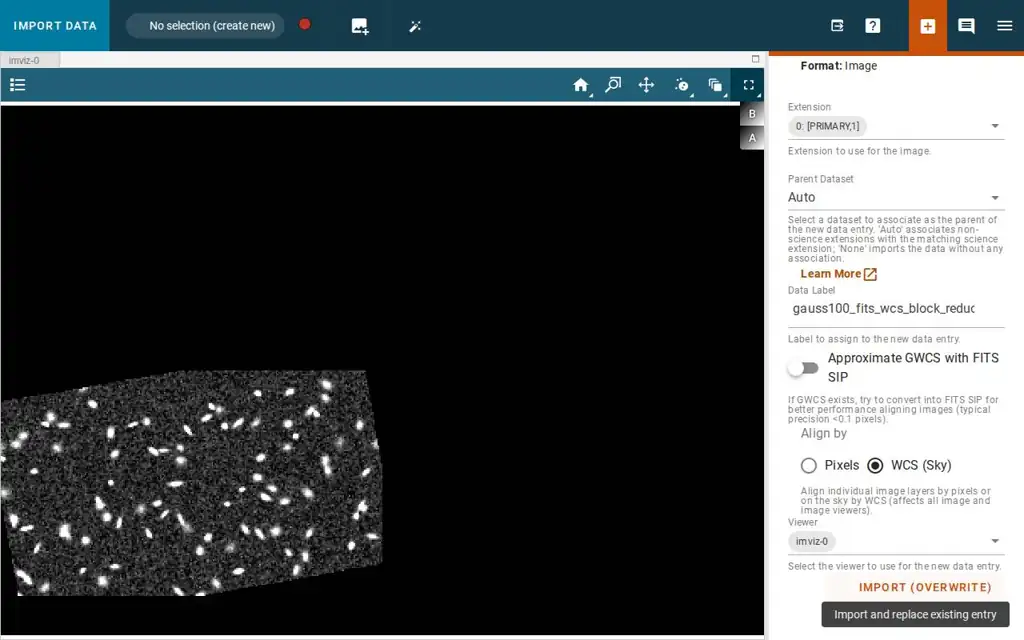 IMPORT DATA
No selection (create new)
imviz-0
B
A
Format: Image
Extension
0: [PRIMARY,1]
Extension to use for the image.
Parent Dataset
Auto
Select a dataset to associate as the parent of
the new data entry. 'Auto' associates non-
science extensions with the matching science
extension; 'None' imports the data without any
association.
Learn More
Data Label
gauss100_fits_wcs_block_reduc
Label to assign to the new data entry.
Approximate GWCS with FITS
SIP
If GWCS exists, try to convert into FITS SIP for
better performance aligning images (typical
precision <0.1 pixels).
Align by
Pixels
WCS (Sky)
Align individual image layers by pixels or
on the sky by WCS (affects all image and
image viewers).
Viewer
imviz-0
Select the viewer to use for the new data entry.
IMPORT (OVERWRITE)
Import and replace existing entry